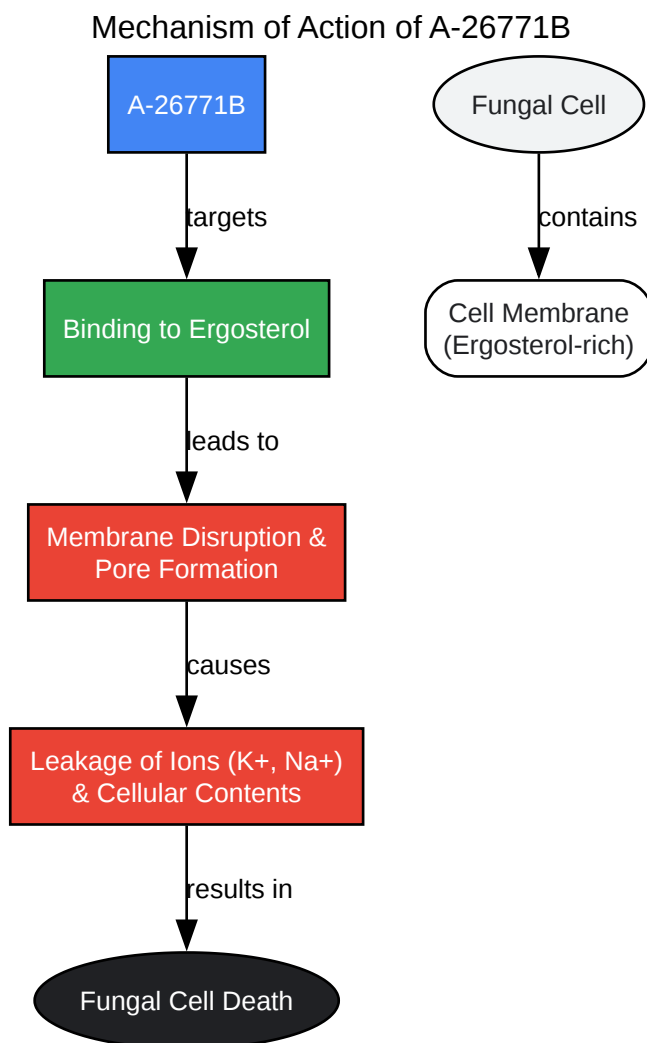 Mechanism of Action of A-26771B
A-26771B
Fungal Cell
targets
contains
Binding to Ergosterol
Cell Membrane
(Ergosterol-rich)
leads to
Membrane Disruption &
Pore Formation
causes
Leakage of Ions (K+, Na+)
& Cellular Contents
results in
Fungal Cell Death